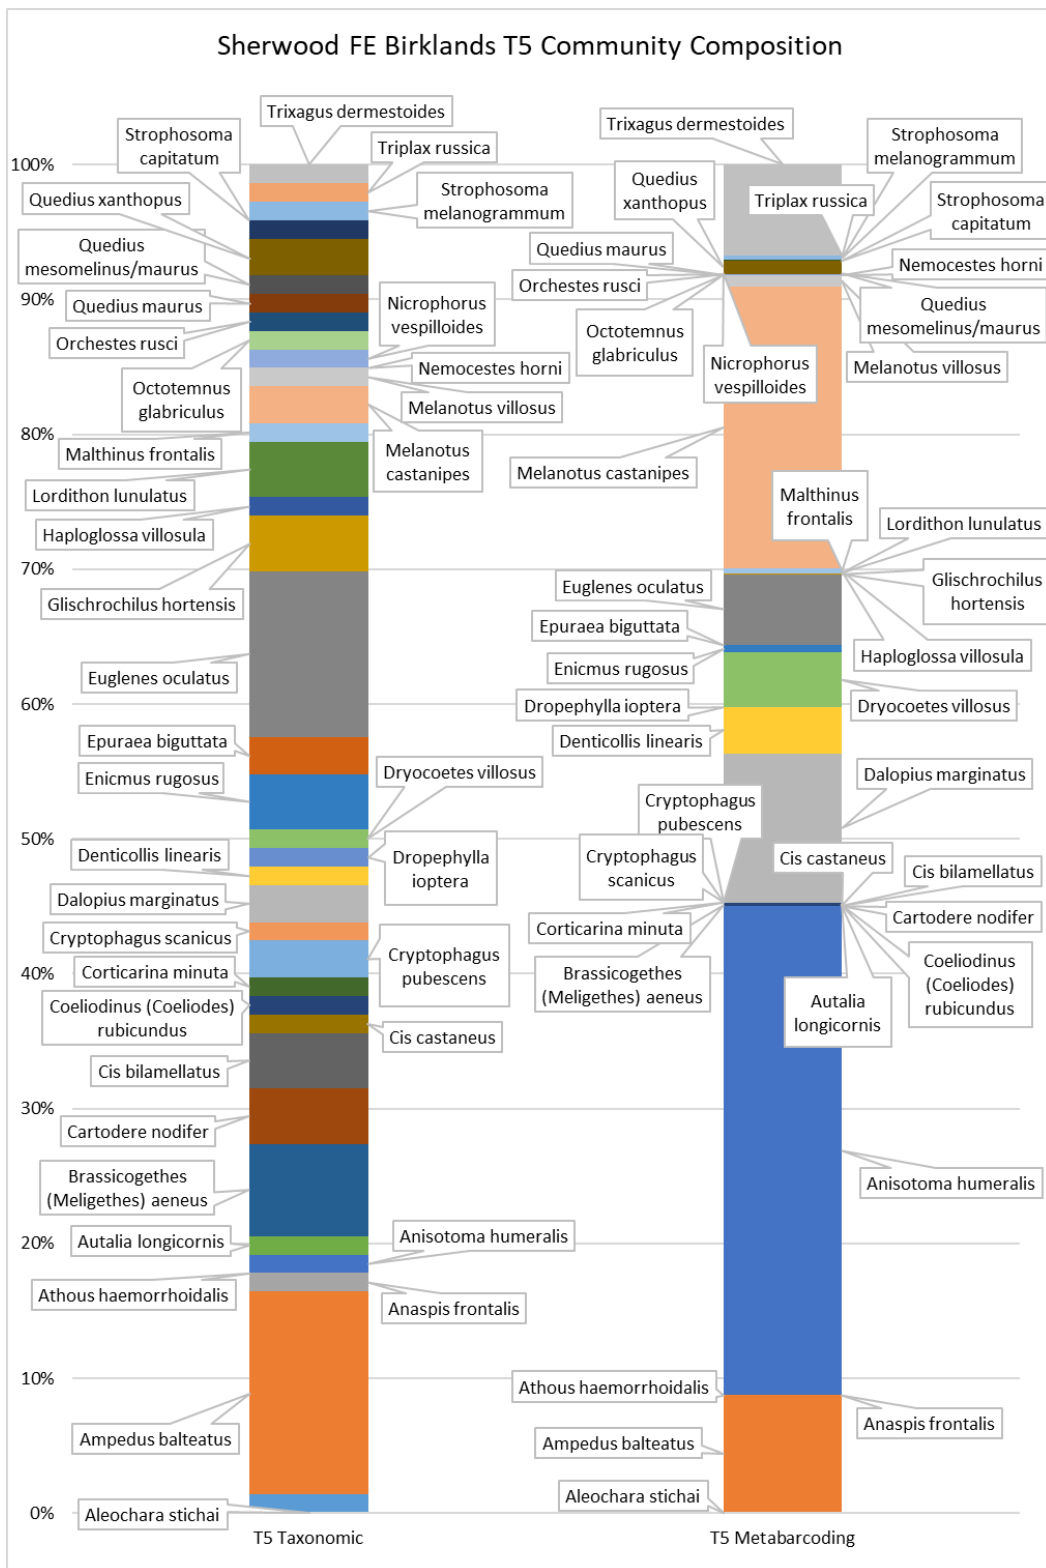 Sherwood FE Birklands T5 Community Composition
Trixagus dermestoides
Strophosoma
capitatum
Triplax russica
Quedius xanthopus
Strophosoma
melanogrammum
Quedius
mesomelinus/maurus
Quedius maurus
Nicrophorus
vespilloides
Orchestes rusci
Nemocestes horni
Octotemnus
glabriculus
Melanotus villosus
Malthinus frontalis
Melanotus
castanipes
Lordithon lunulatus
Haploglossa villosula
Glischrochilus hortensis
Euglenes oculatus
Epuraea biguttata
Enicmus rugosus
Dryocoetes villosus
Denticollis linearis
Dropephylla
ioptera
Dalopius marginatus
Cryptophagus scanicus
Cryptophagus
pubescens
Corticarina minuta
Coeliodinus (Coeliodes)
rubicundus
Cis castaneus
Cis bilamellatus
Cartodere nodifer
Brassicogethes
(Meligethes) aeneus
Autalia longicornis
Anisotoma humeralis
Athous haemorrhoidalis
Anaspis frontalis
Ampedus balteatus
Aleochara stichai
Trixagus dermestoides
Strophosoma
melanogrammum
Quedius
xanthopus
Triplax russica
Strophosoma
capitatum
Quedius maurus
Nemocestes horni
Orchestes rusci
Quedius
mesomelinus/maurus
Octotemnus
glabriculus
Nicrophorus
vespilloides
Melanotus villosus
Melanotus castanipes
Malthinus
frontalis
Lordithon lunulatus
Euglenes oculatus
Glischrochilus
hortensis
Epuraea biguttata
Haploglossa villosula
Enicmus rugosus
Dropephylla ioptera
Dryocoetes villosus
Denticollis linearis
Dalopius marginatus
Cryptophagus
pubescens
Cryptophagus
scanicus
Cis castaneus
Cis bilamellatus
Corticarina minuta
Cartodere nodifer
Brassicogethes
(Meligethes) aeneus
Coeliodinus
(Coeliodes)
rubicundus
Autalia
longicornis
Anisotoma humeralis
Athous haemorrhoidalis
Anaspis frontalis
Ampedus balteatus
Aleochara stichai
100%
90%
80%
70%
60%
50%
40%
30%
20%
10%
0%
T5 Taxonomic
T5 Metabarcoding